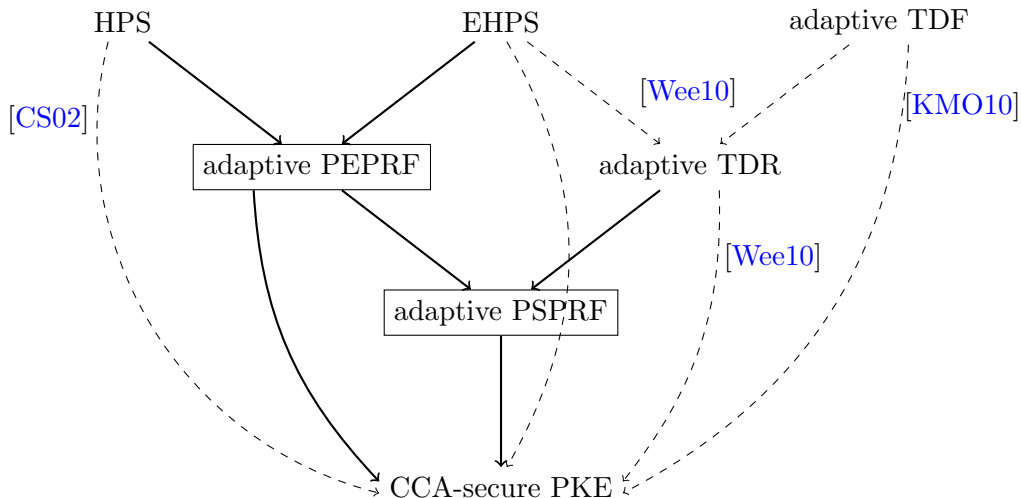 HPS
EHPS
adaptive TDF
[Wee10]
[CS02]
[KMO10]
adaptive PEPRF
adaptive TDR
[Wee10]
adaptive PSPRF
CCA-secure PKE